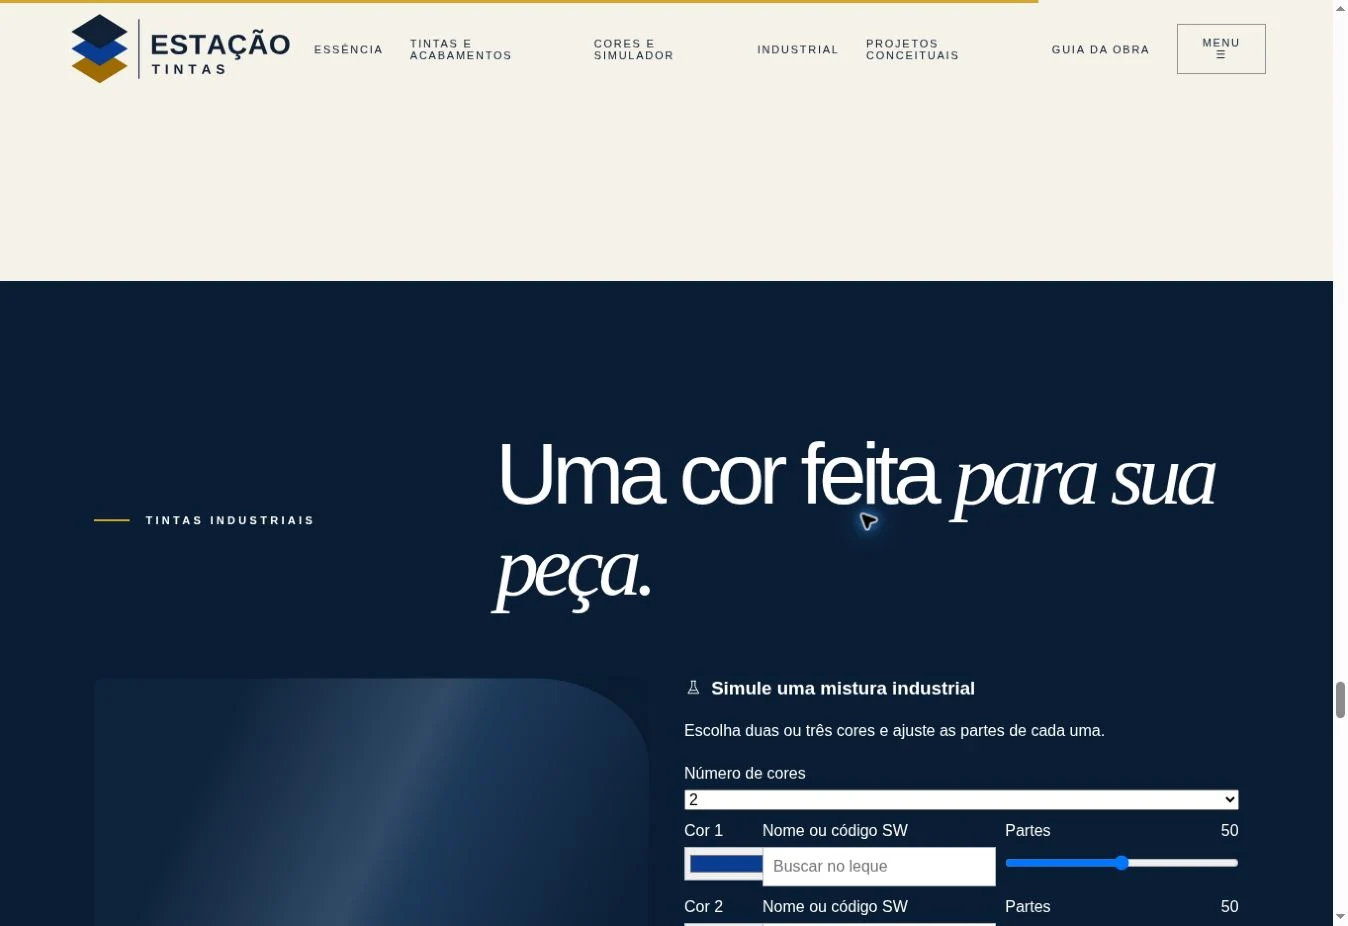 ESTAÇÃO
TINTAS
ESSÊNCIA
TINTAS E
ACABAMENTOS
CORES E
SIMULADOR
INDUSTRIAL
PROJETOS
CONCEITUAIS
GUIA DA OBRA
MENU
☰
TINTAS INDUSTRIAIS
Uma cor feita para sua
peça.
Simule uma mistura industrial
Escolha duas ou três cores e ajuste as partes de cada uma.
Número de cores
2
Cor 1 Nome ou código SW Partes 50
Buscar no leque
Cor 2 Nome ou código SW Partes 50